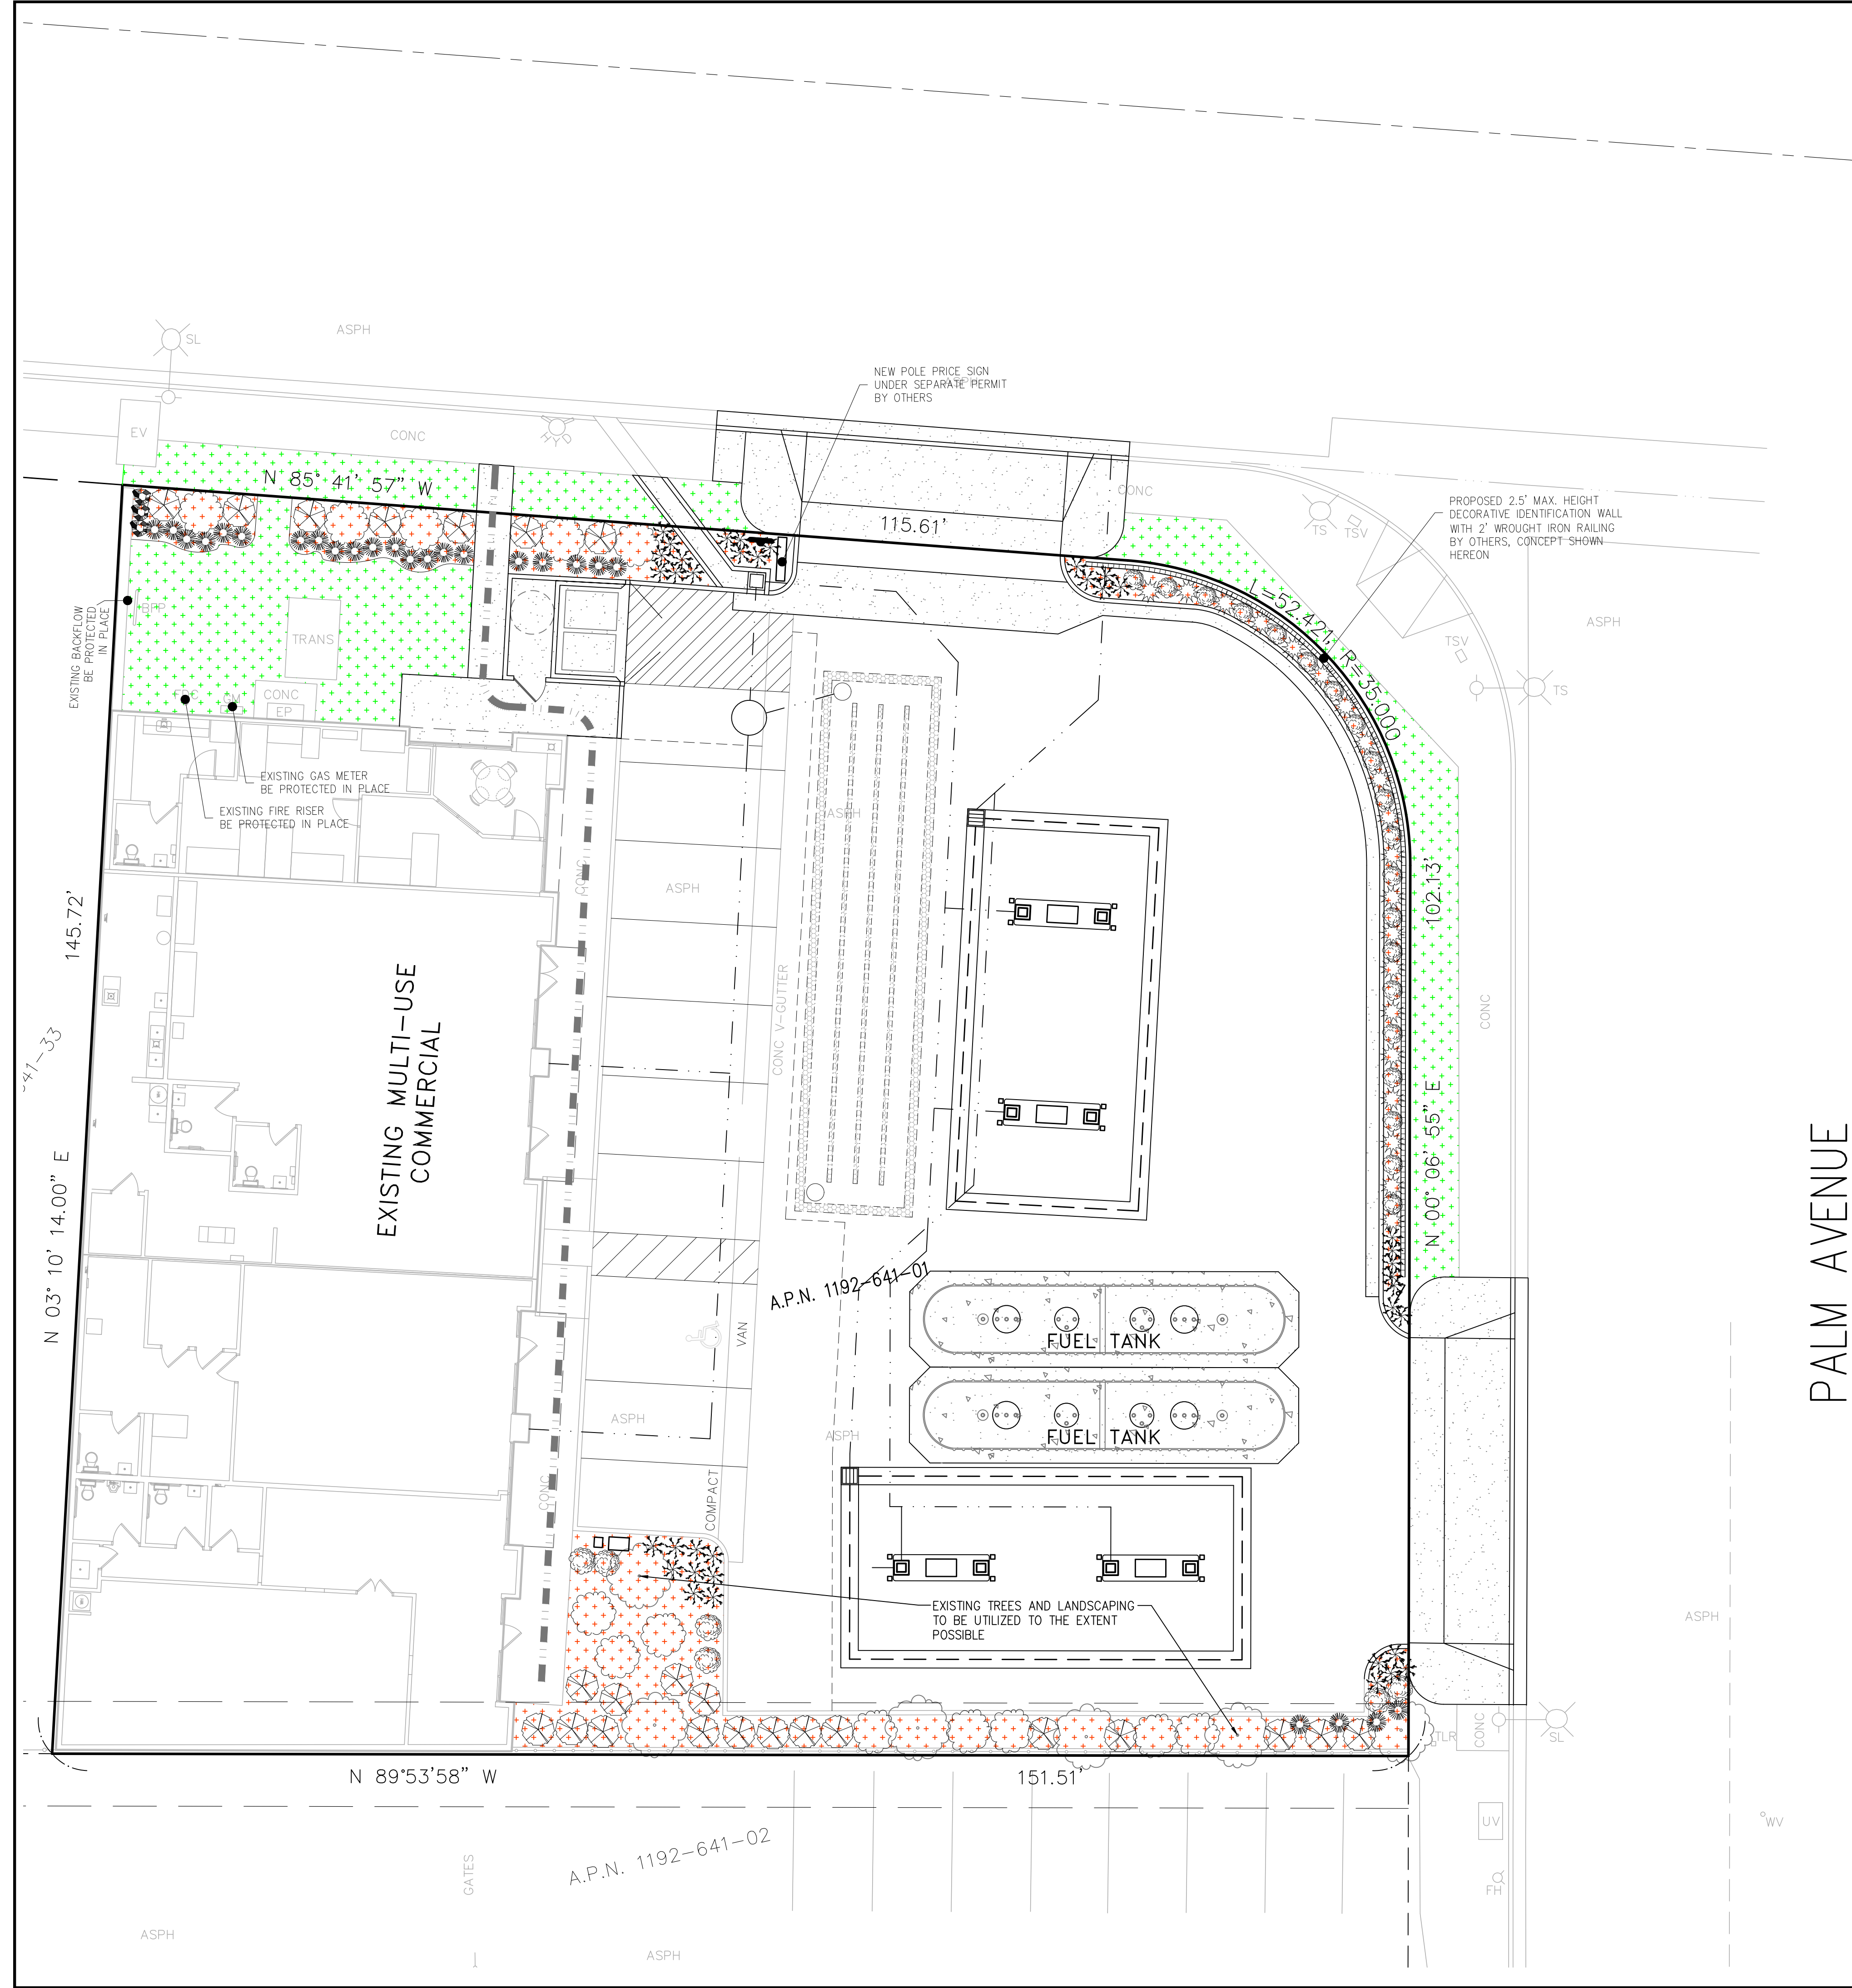 SL
ASPH
NEW POLE PRICE SIGN
UNDER SEPARATE PERMIT
BY OTHERS
ASPH
EV
CONC
HYD
N 85° 41' 57" W
115.61'
CONC
TS
TSV
PROPOSED 2.5' MAX. HEIGHT
DECORATIVE IDENTIFICATION WALL
WITH 2' WROUGHT IRON RAILING
BY OTHERS, CONCEPT SHOWN
HEREON
L=52.421, R=35.000
ASPH
TSV
TS
EXISTING BACKFLOW
BE PROTECTED
IN PLACE
BFP
TRANS
FDC
GM
CONC
EP
EXISTING GAS METER
BE PROTECTED IN PLACE
EXISTING FIRE RISER
BE PROTECTED IN PLACE
ASPH
ASPH
CONC
145.72'
N 03° 10' 14.00" E
EXISTING MULTI-USE
COMMERCIAL
CONC V-GUTTER
102.13'
N 00° 06' 55" E
CONC
PALM AVENUE
A.P.N. 1192-641-01
VAN
FUEL TANK
FUEL TANK
ASPH
ASPH
COMPACT
CONC
EXISTING TREES AND LANDSCAPING
TO BE UTILIZED TO THE EXTENT
POSSIBLE
ASPH
TLR
CONC
SL
N 89°53'58" W
151.51'
UV
WV
A.P.N. 1192-641-02
GATES
FH
ASPH
ASPH